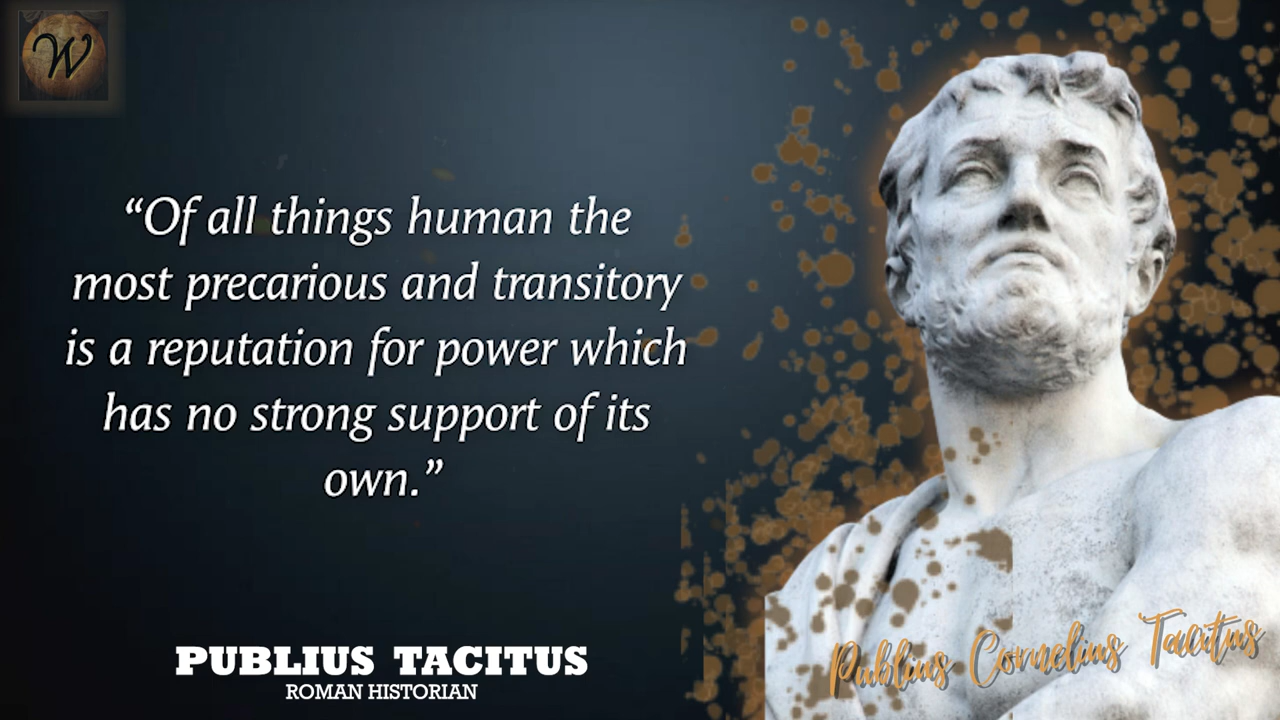 W
“Of all things human the
most precarious and transitory
is a reputation for power which
has no strong support of its
own.”
PUBLIUS TACITUS
ROMAN HISTORIAN
Publius Cornelius Tacitus